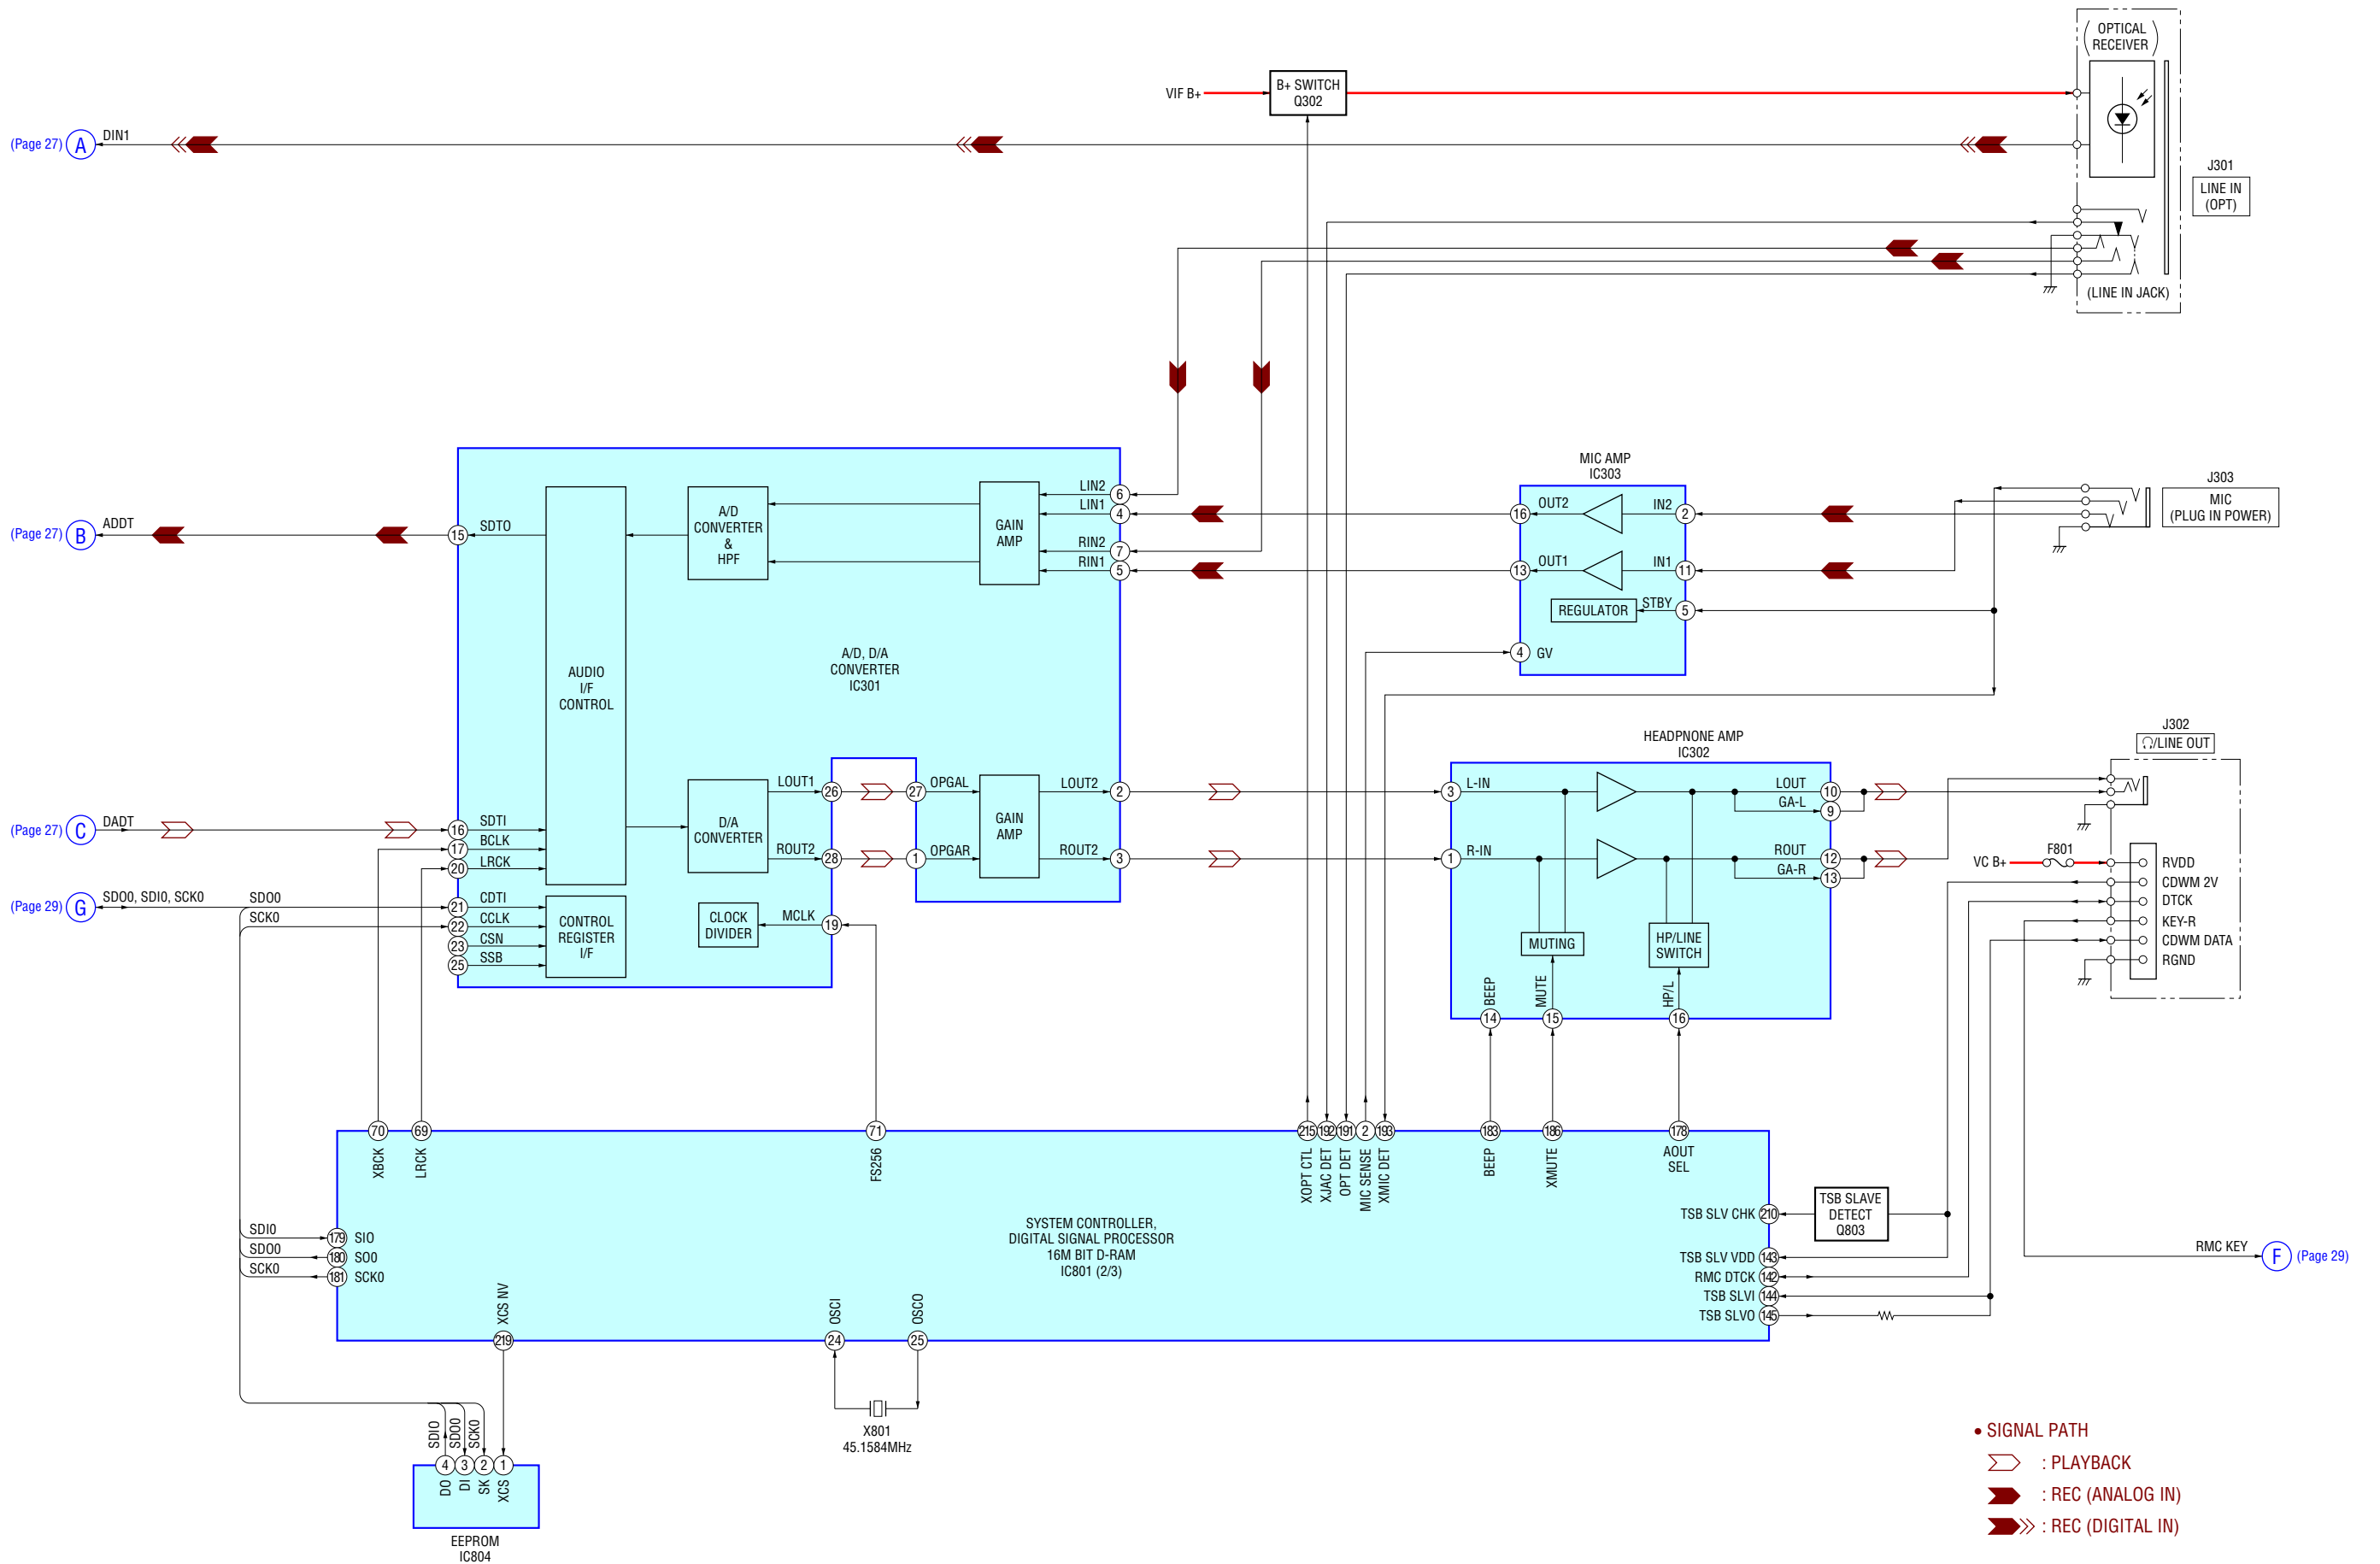 (
OPTICAL
RECEIVER
)
VIF B+
B+ SWITCH
Q302
(Page 27)
A
DIN1
J301
LINE IN
(OPT)
(LINE IN JACK)
MIC AMP
IC303
J303
MIC
(PLUG IN POWER)
(Page 27)
B
ADDT
15
SDTO
A/D
CONVERTER
&
HPF
GAIN
AMP
LIN2
6
LIN1
4
RIN2
7
RIN1
5
16
OUT2
IN2
2
13
OUT1
IN1
11
REGULATOR
STBY
5
4
GV
AUDIO
I/F
CONTROL
A/D, D/A
CONVERTER
IC301
HEADPNONE AMP
IC302
J302
/LINE OUT
D/A
CONVERTER
LOUT1
26
27
OPGAL
GAIN
AMP
LOUT2
2
3
L-IN
LOUT
10
GA-L
9
(Page 27)
C
DADT
16
SDTI
17
BCLK
20
LRCK
ROUT2
28
1
OPGAR
ROUT2
3
1
R-IN
ROUT
12
GA-R
13
VC B+
F801
RVDD
CDWM 2V
DTCK
KEY-R
CDWM DATA
RGND
(Page 29)
G
SDO0, SDI0, SCK0
SDO0
SCK0
21
CDTI
22
CCLK
23
CSN
25
SSB
CONTROL
REGISTER
I/F
CLOCK
DIVIDER
MCLK
19
MUTING
HP/LINE
SWITCH
BEEP
MUTE
HP/L
14
15
16
70
69
71
215
192
191
2
193
183
186
178
XBCK
LRCK
FS256
XOPT CTL
XJAC DET
OPT DET
MIC SENSE
XMIC DET
BEEP
XMUTE
AOUT
SEL
SYSTEM CONTROLLER,
DIGITAL SIGNAL PROCESSOR
16M BIT D-RAM
IC801 (2/3)
SDI0
179
SIO
SDO0
180
SO0
SCK0
181
SCK0
TSB SLV CHK
210
TSB SLAVE
DETECT
Q803
TSB SLV VDD
143
RMC DTCK
142
TSB SLVI
144
TSB SLVO
145
RMC KEY
F
(Page 29)
XCS NV
219
OSCI
24
OSCO
25
X801
45.1584MHz
SDIO
SDO0
SCK0
4
3
2
1
DO
DI
SK
XCS
EEPROM
IC804
• SIGNAL PATH
: PLAYBACK
: REC (ANALOG IN)
: REC (DIGITAL IN)